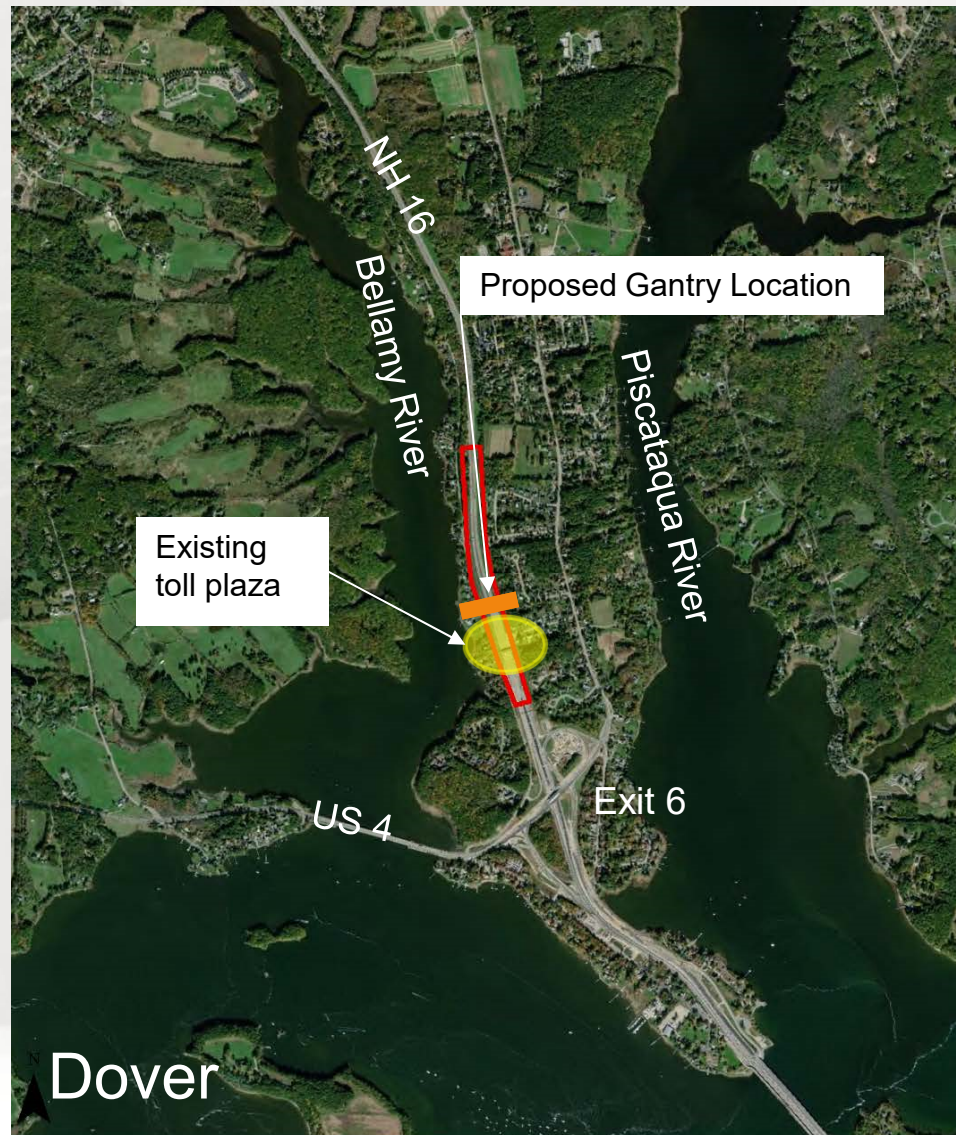 NH 16
Bellamy River
Proposed Gantry Location
Piscataqua River
Existing
toll plaza
US 4
Exit 6
N
Dover